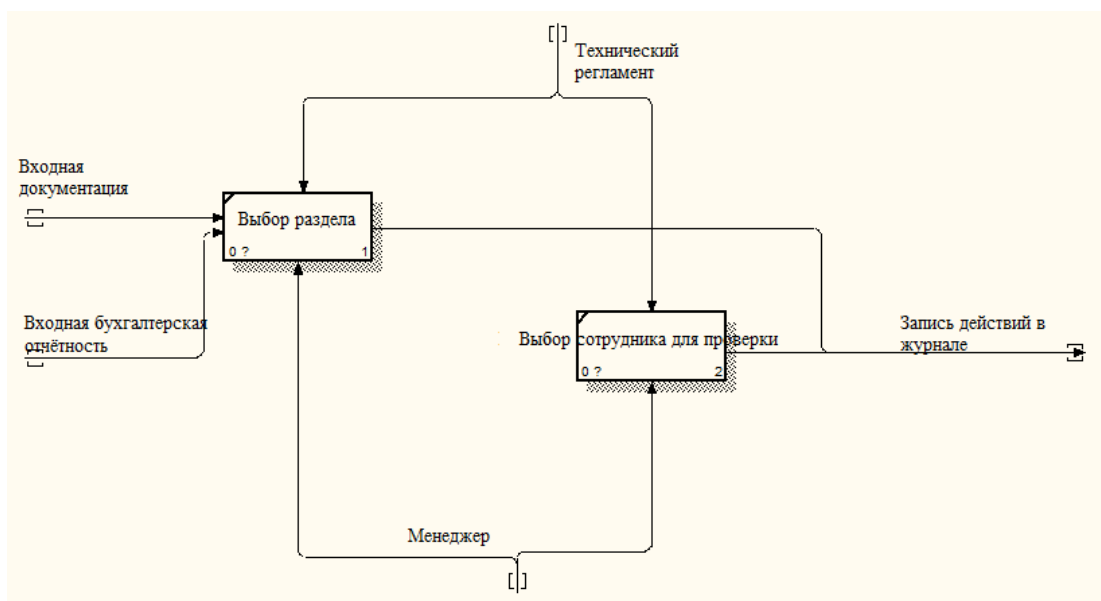 Технический
регламент
Входная
документация
Выбор раздела
0 ?
1
Входная бухгалтерская
отчётность
Выбор сотрудника для проверки
0 ?
2
Запись действий в
журнале
Менеджер